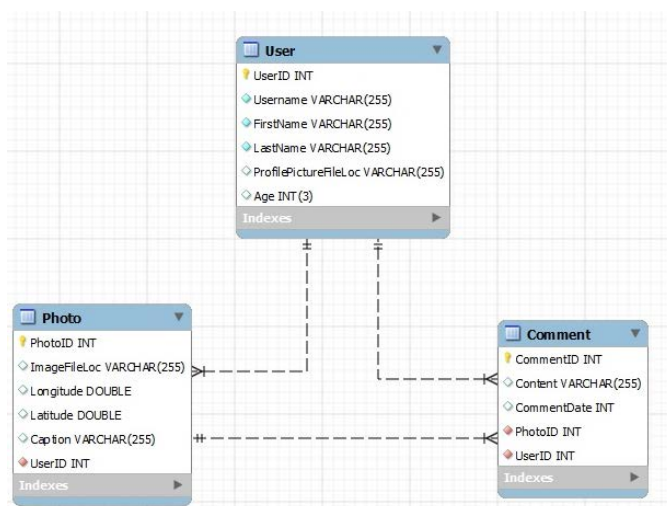 User
UserID INT
Username VARCHAR(255)
FirstName VARCHAR(255)
LastName VARCHAR(255)
ProfilePictureFileLoc VARCHAR(255)
Age INT(3)
Indexes
Photo
PhotoID INT
ImageFileLoc VARCHAR(255)
Longitude DOUBLE
Latitude DOUBLE
Caption VARCHAR(255)
UserID INT
Indexes
Comment
CommentID INT
Content VARCHAR(255)
CommentDate INT
PhotoID INT
UserID INT
Indexes